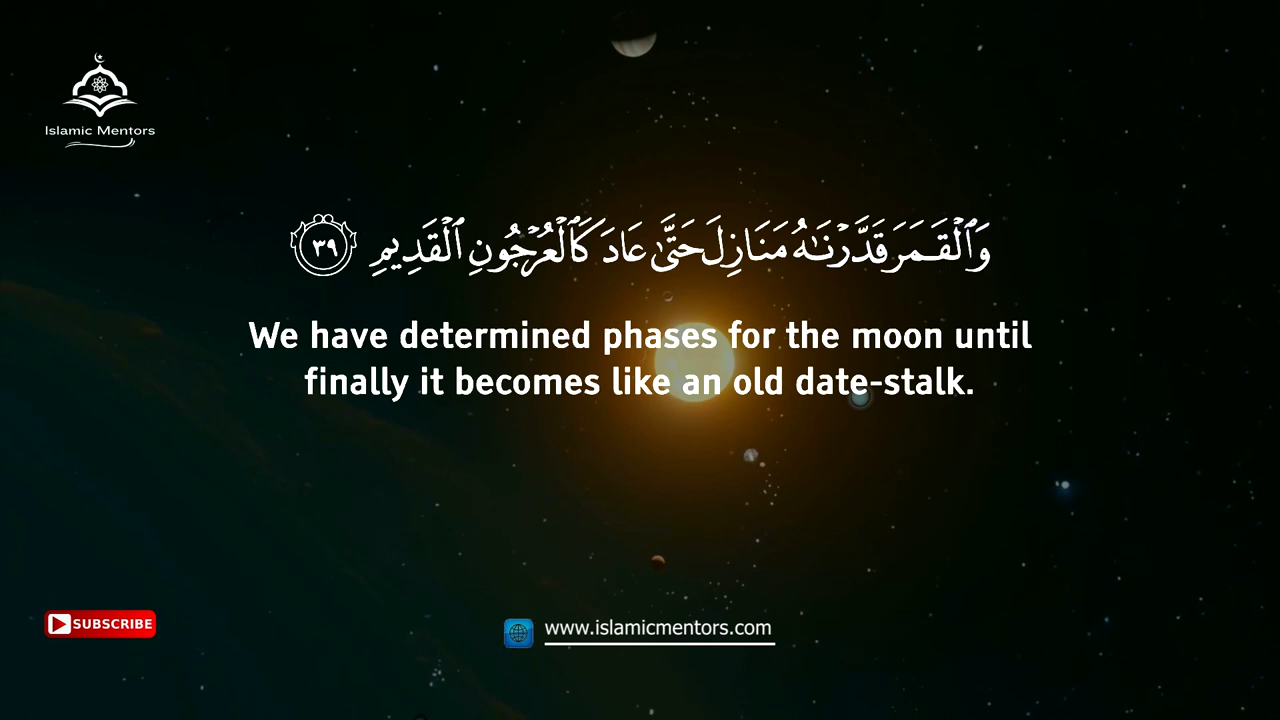 Islamic Mentors
وَٱلْقَمَرَ قَدَّرْنَـٰهُ مَنَازِلَ حَتَّىٰ عَادَ كَٱلْعُرْجُونِ ٱلْقَدِيمِ ٣٩
We have determined phases for the moon until
finally it becomes like an old date-stalk.
SUBSCRIBE
www.islamicmentors.com